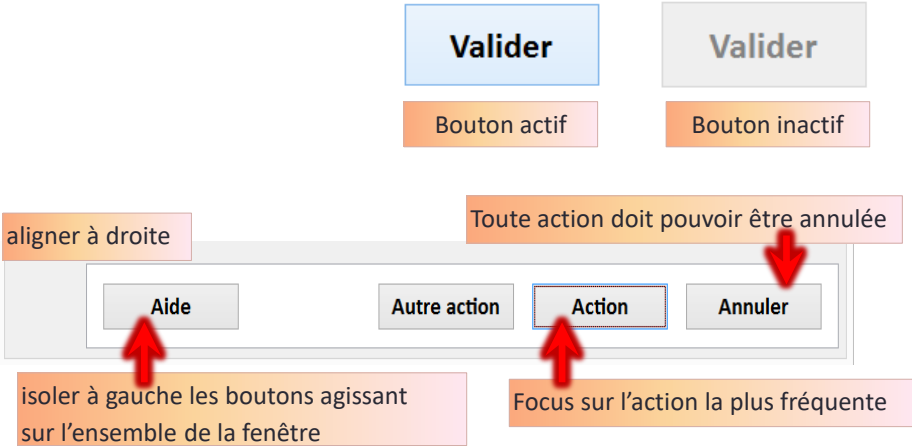 Valider
Valider
Bouton actif
Bouton inactif
aligner à droite
Toute action doit pouvoir être annulée
Aide
Autre action
Action
Annuler
isoler à gauche les boutons agissant
sur l’ensemble de la fenêtre
Focus sur l’action la plus fréquente